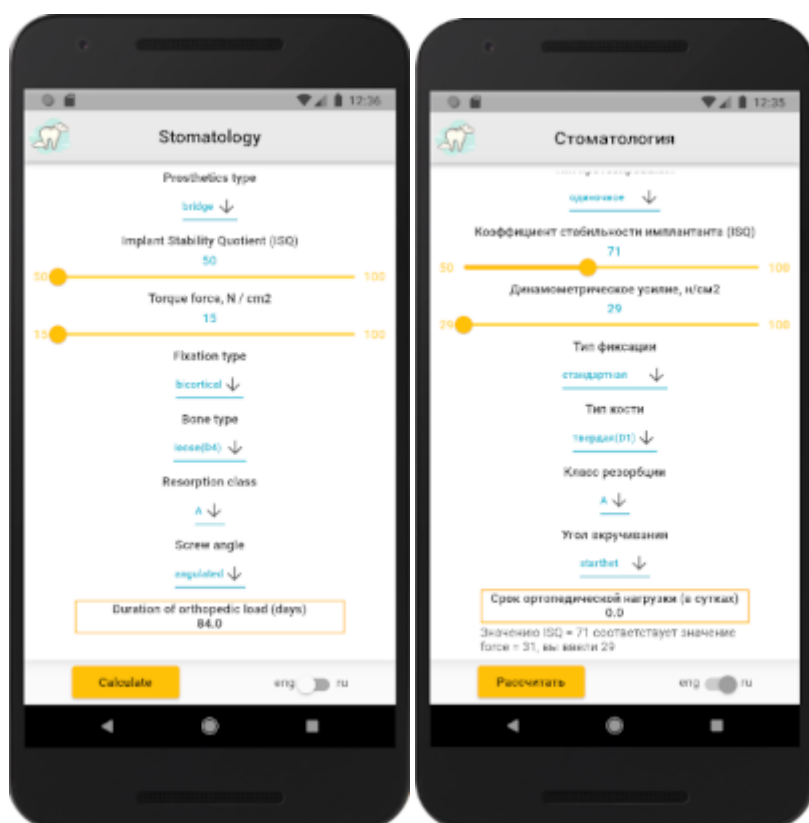 12:36
Stomatology
Prosthetics type
bridge
Implant Stability Quotient (ISQ)
50
50 100
Torque force, N / cm2
15
15 100
Fixation type
bicortical
Bone type
loose(D4)
Resorption class
A
Screw angle
angulated
Duration of orthopedic load (days)
84.0
Calculate
eng ru
12:35
Стоматология
одиночное
Коэффициент стабильности имплантанта (ISQ)
71
50 100
Динамометрическое усилие, н/см2
29
29 100
Тип фиксации
стандартная
Тип кости
твердая(D1)
Класс резорбции
A
Угол вкручивания
Срок ортопедической нагрузки (в сутках)
0.0
Значению ISQ = 71 соответствует значение
force = 31, вы ввели 29
Рассчитать
eng ru